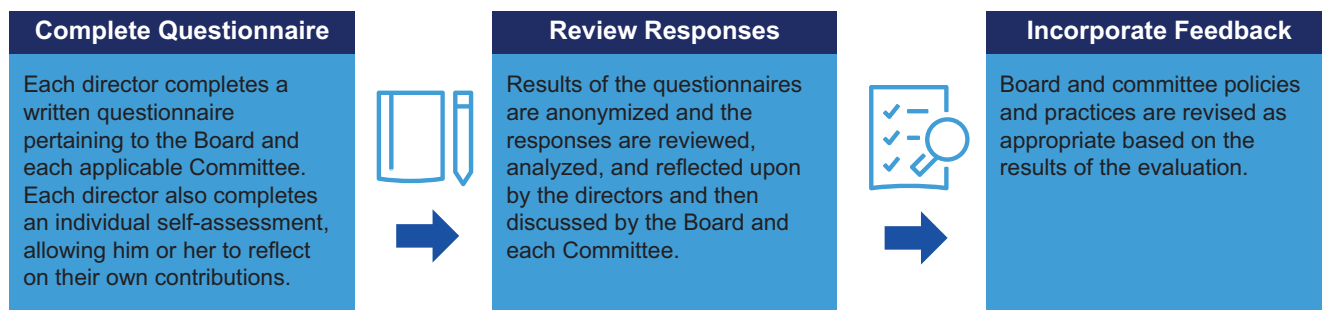 Complete Questionnaire
Each director completes a
written questionnaire
pertaining to the Board and
each applicable Committee.
Each director also completes
an individual self-assessment,
allowing him or her to reflect
on their own contributions.
Review Responses
Results of the questionnaires
are anonymized and the
responses are reviewed,
analyzed, and reflected upon
by the directors and then
discussed by the Board and
each Committee.
Incorporate Feedback
Board and committee policies
and practices are revised as
appropriate based on the
results of the evaluation.